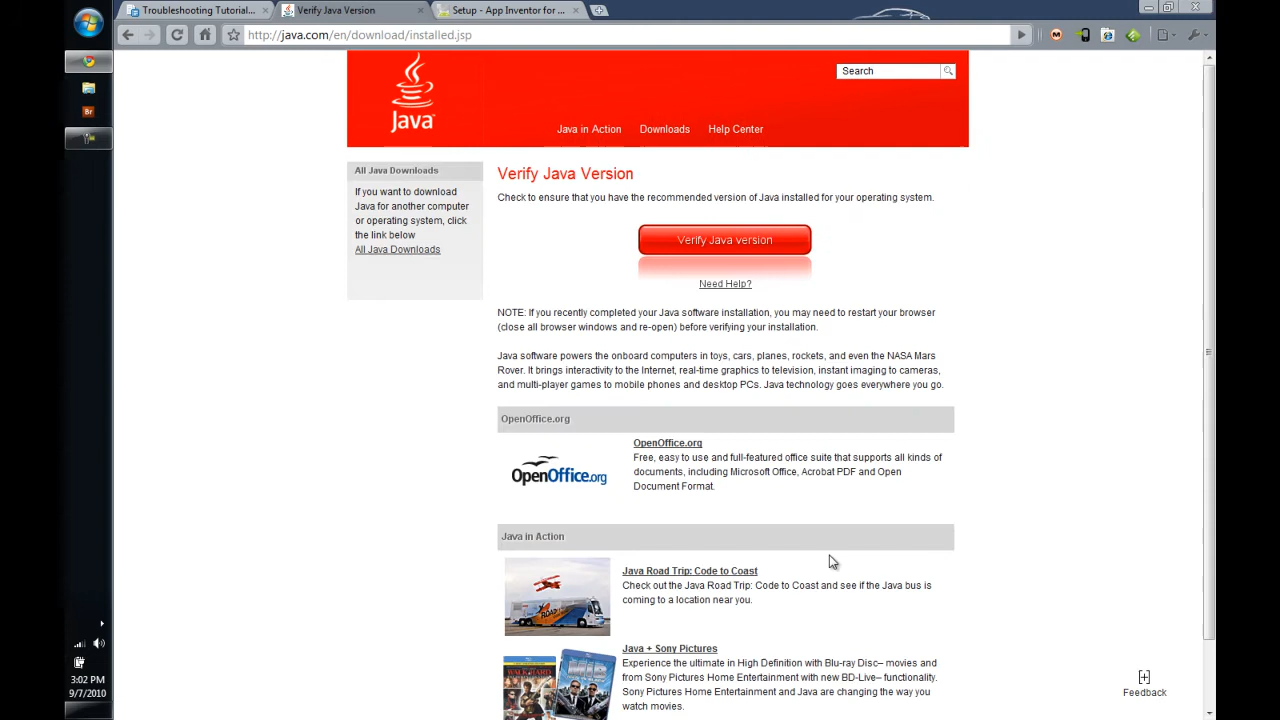 Troubleshooting Tutorial...
Verify Java Version
Setup - App Inventor for ...
http://java.com/en/download/installed.jsp
Br
Java
Search
Java in Action
Downloads
Help Center
All Java Downloads
If you want to download
Java for another computer
or operating system, click
the link below
All Java Downloads
Verify Java Version
Check to ensure that you have the recommended version of Java installed for your operating system.
Verify Java version
Need Help?
NOTE: If you recently completed your Java software installation, you may need to restart your browser
(close all browser windows and re-open) before verifying your installation.
Java software powers the onboard computers in toys, cars, planes, rockets, and even the NASA Mars
Rover. It brings interactivity to the Internet, real-time graphics to television, instant imaging to cameras,
and multi-player games to mobile phones and desktop PCs. Java technology goes everywhere you go.
OpenOffice.org
OpenOffice.org
OpenOffice.org
Free, easy to use and full-featured office suite that supports all kinds of
documents, including Microsoft Office, Acrobat PDF and Open
Document Format.
Java in Action
Java Road Trip: Code to Coast
Check out the Java Road Trip: Code to Coast and see if the Java bus is
coming to a location near you.
ROAD
Java + Sony Pictures
Experience the ultimate in High Definition with Blu-ray Disc– movies and
from Sony Pictures Home Entertainment with new BD-Live– functionality.
Sony Pictures Home Entertainment and Java are changing the way you
watch movies.
WALK HARD
MIB
Feedback
3:02 PM
9/7/2010